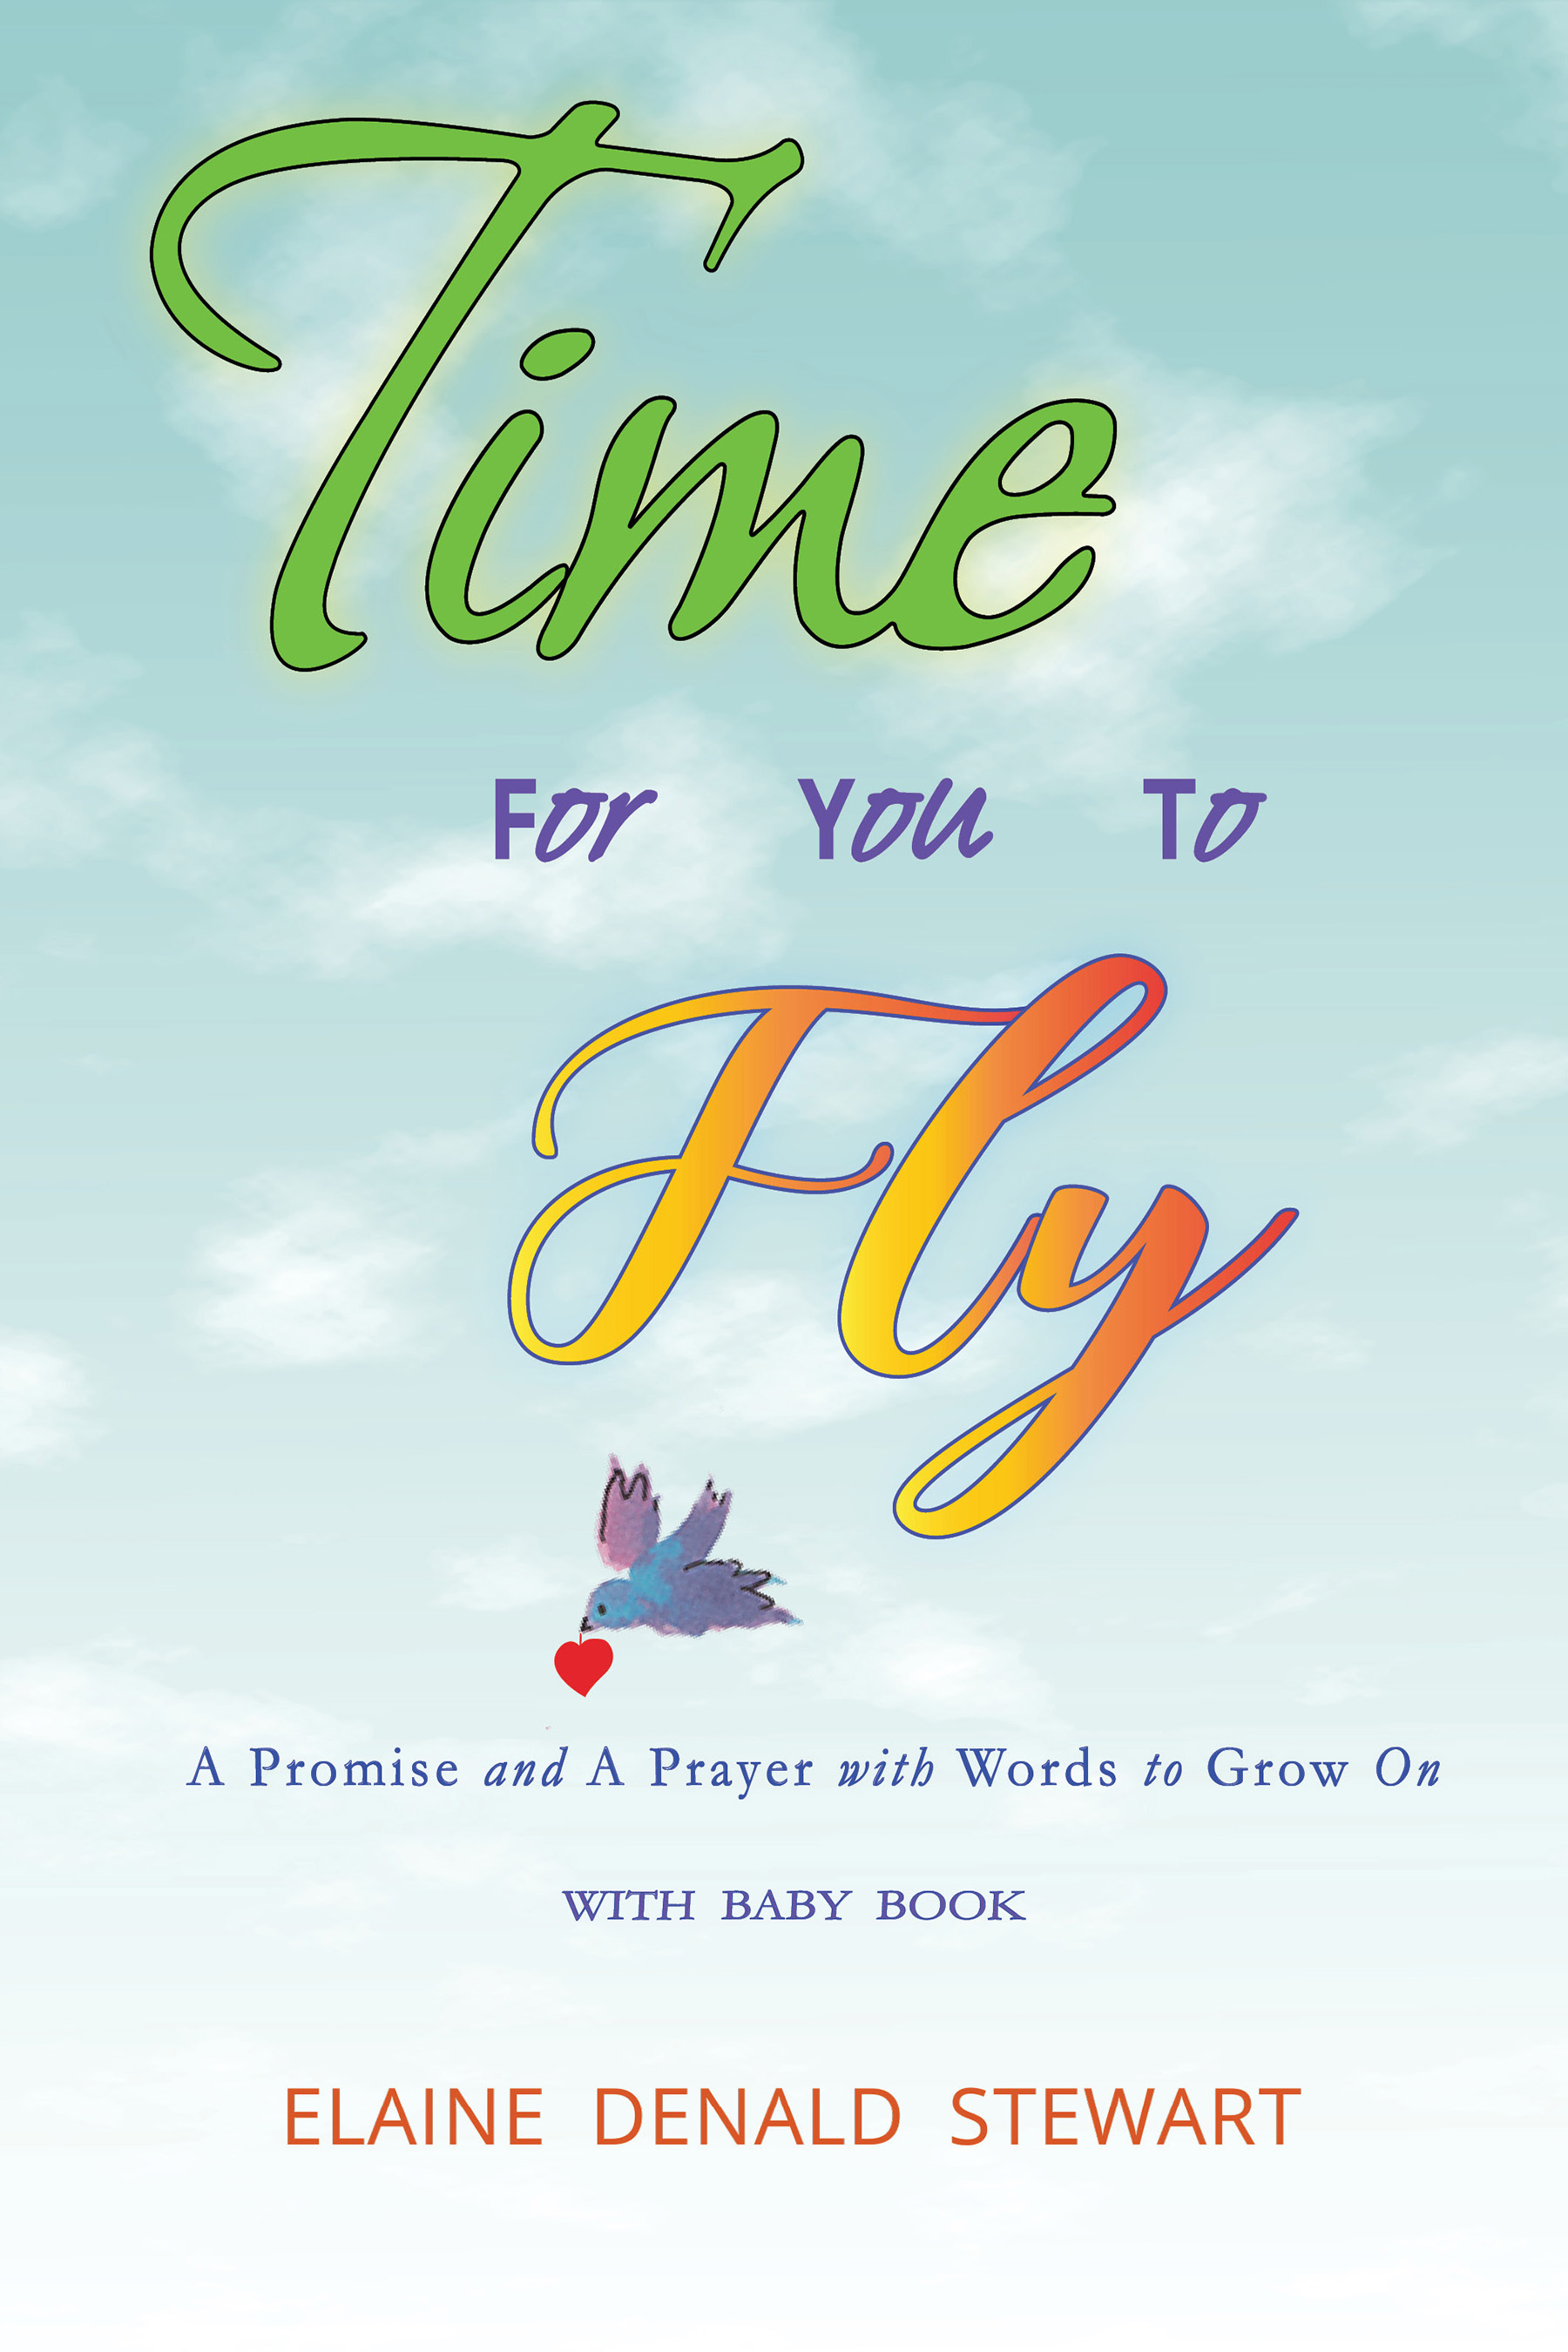 Time
For You To
Fly
A Promise and A Prayer with Words to Grow On
WITH BABY BOOK
ELAINE DENALD STEWART